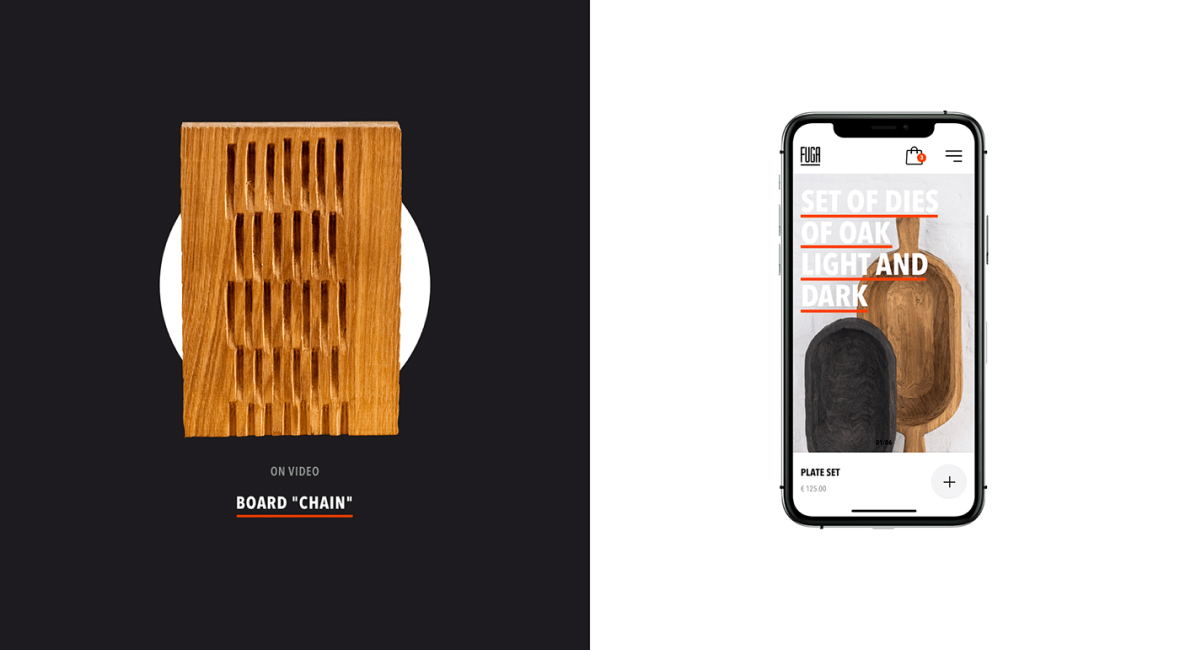 ON VIDEO
BOARD "CHAIN"
FUGA
SET OF DIES
OF OAK
LIGHT AND
DARK
01/04
PLATE SET
€ 125.00